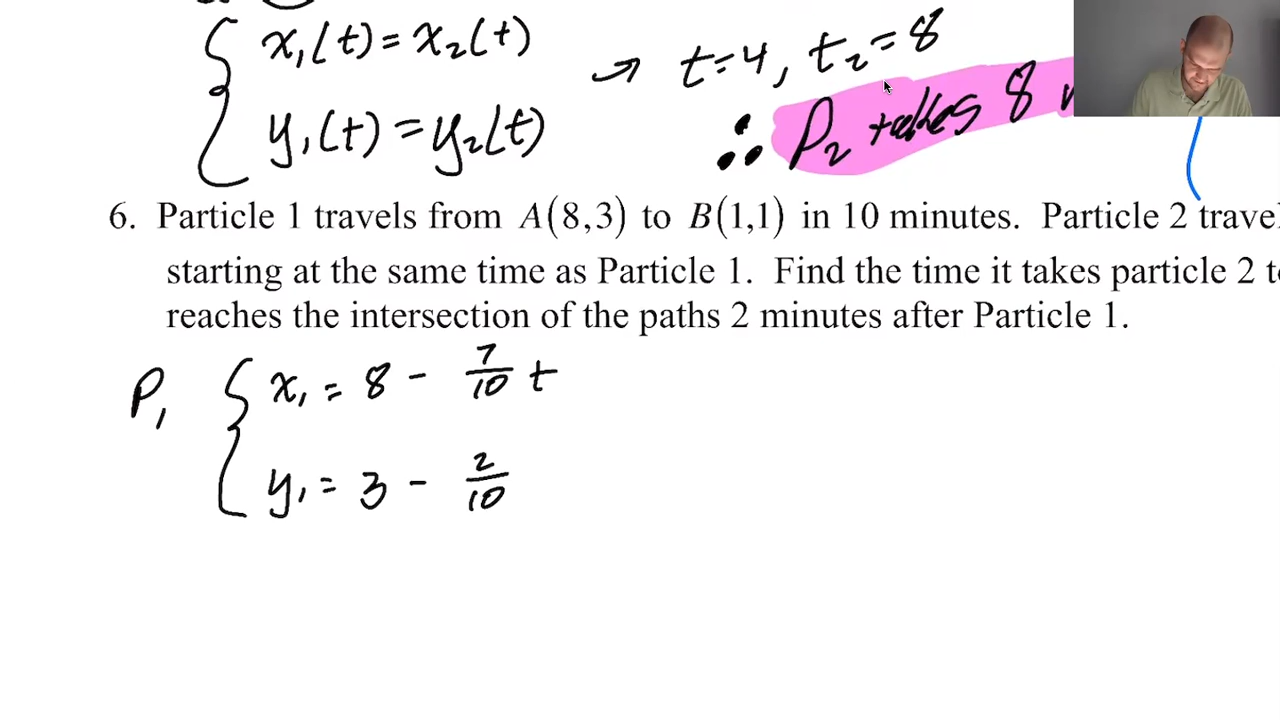 x₁(t)=x₂(t)
y₁(t)=y₂(t)
→ t=4, t₂=8
∴ P₂ takes 8
6. Particle 1 travels from A(8,3) to B(1,1) in 10 minutes. Particle 2
starting at the same time as Particle 1. Find the time it takes particle 2
reaches the intersection of the paths 2 minutes after Particle 1.
P₁ { x₁ = 8 - 7/10 t
y₁ = 3 - 2/10